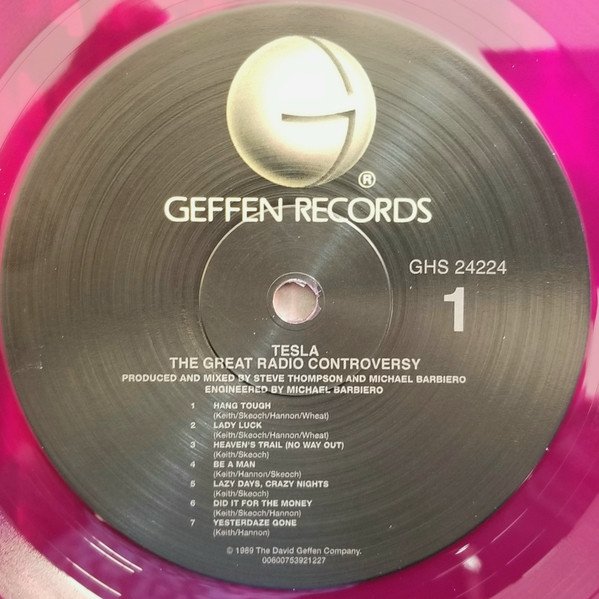 ®
GEFFEN RECORDS
GHS 24224
1
TESLA
THE GREAT RADIO CONTROVERSY
PRODUCED AND MIXED BY STEVE THOMPSON AND MICHAEL BARBIERO
ENGINEERED BY MICHAEL BARBIERO
1 HANG TOUGH
(Keith/Skeoch/Hannon/Wheat)
2 LADY LUCK
(Keith/Skeoch/Hannon/Wheat)
3 HEAVEN'S TRAIL (NO WAY OUT)
(Keith/Skeoch)
4 BE A MAN
(Keith/Hannon/Skeoch)
5 LAZY DAYS, CRAZY NIGHTS
(Keith/Skeoch)
6 DID IT FOR THE MONEY
(Keith/Skeoch/Hannon)
7 YESTERDAZE GONE
(Keith/Hannon)
© 1989 The David Geffen Company.
00600753921227